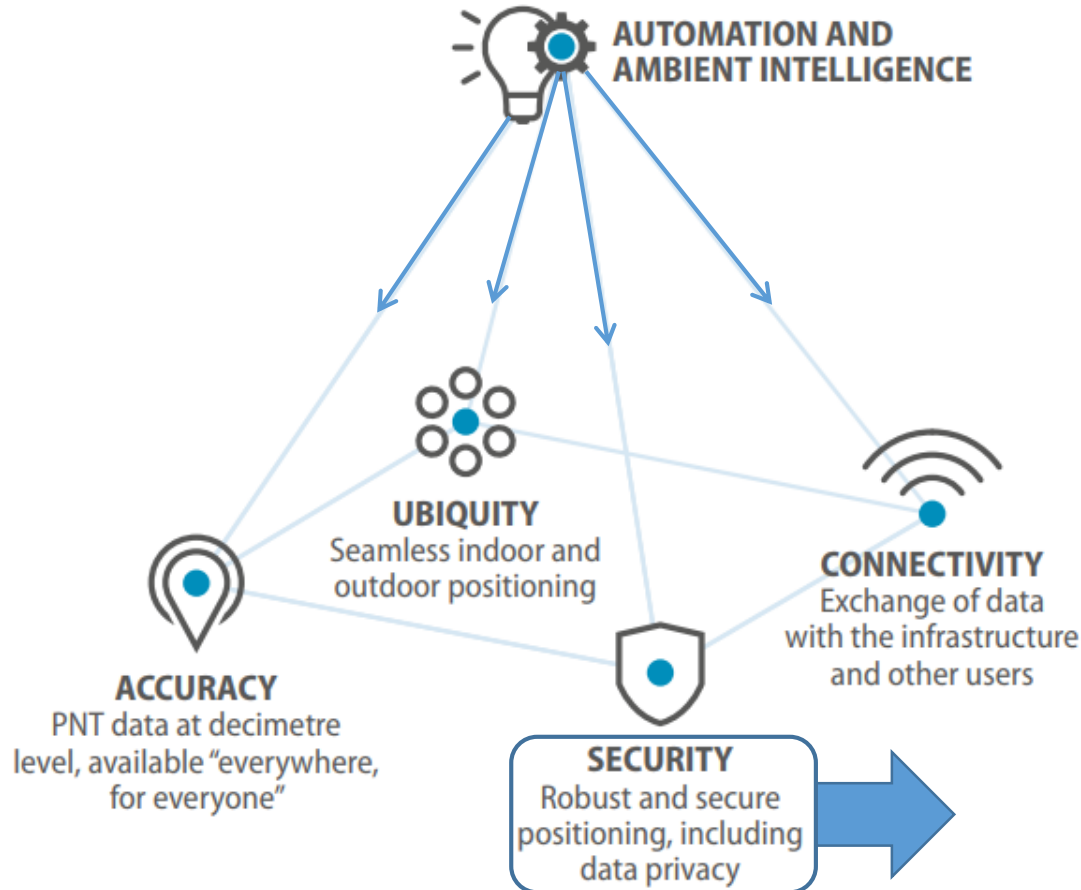 AUTOMATION AND
AMBIENT INTELLIGENCE
UBIQUITY
Seamless indoor and
outdoor positioning
CONNECTIVITY
Exchange of data
with the infrastructure
and other users
ACCURACY
PNT data at decimetre
level, available “everywhere,
for everyone”
SECURITY
Robust and secure
positioning, including
data privacy